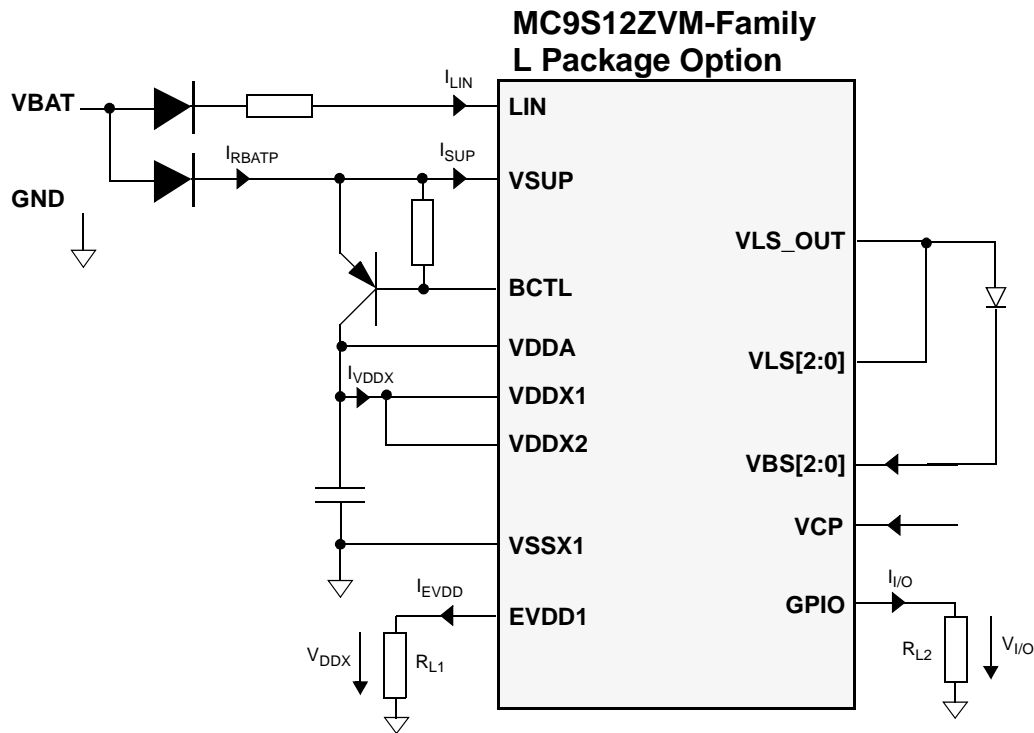 MC9S12ZVM-Family
L Package Option
VBAT
GND
I_LIN
LIN
I_RBATP
I_SUP
VSUP
BCTL
VDDA
I_VDDX
VDDX1
VDDX2
VSSX1
I_EVDD
EVDD1
V_DDX
R_L1
VLS_OUT
VLS[2:0]
VBS[2:0]
VCP
I_I/O
GPIO
R_L2
V_I/O